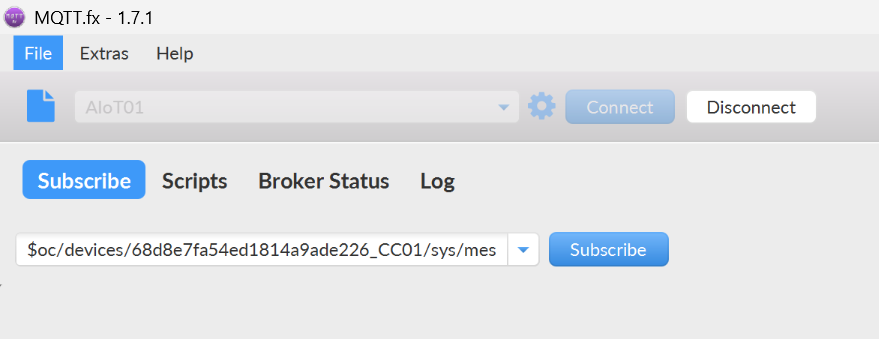 MQTT.fx - 1.7.1
File Extras Help
AIoT01 Connect Disconnect
Subscribe Scripts Broker Status Log
$oc/devices/68d8e7fa54ed1814a9ade226_CC01/sys/mes Subscribe